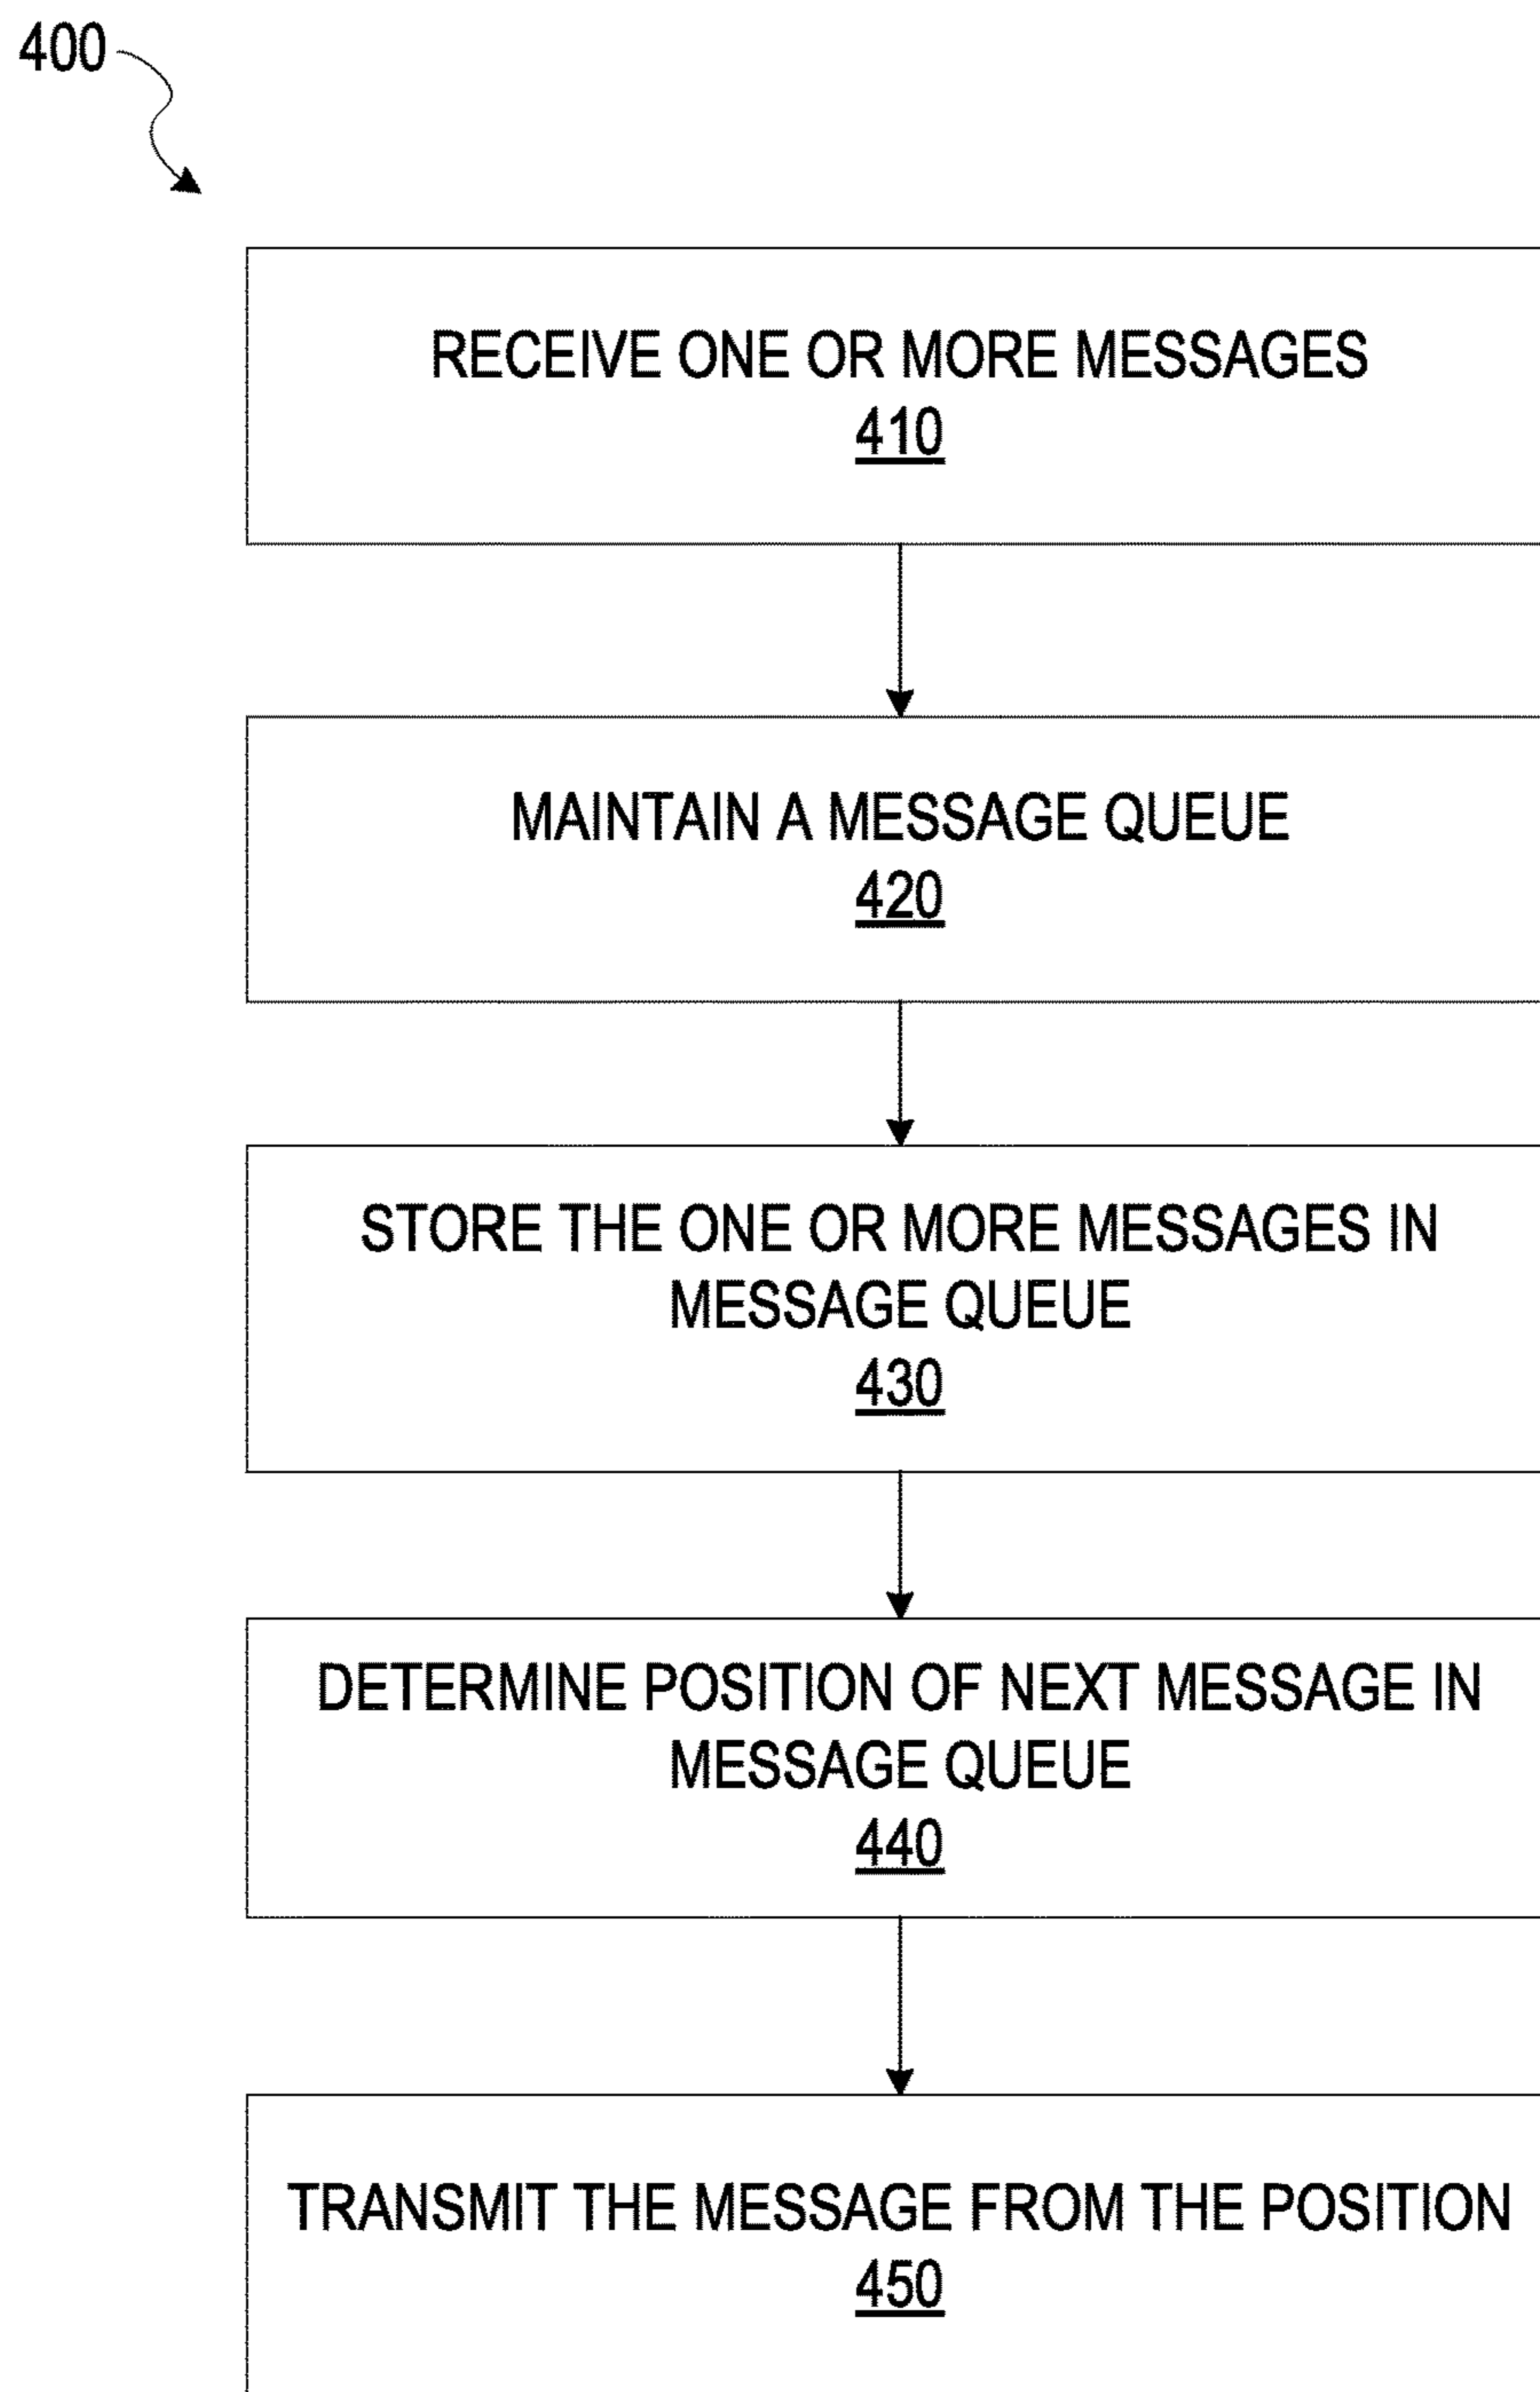 400
RECEIVE ONE OR MORE MESSAGES
410
MAINTAIN A MESSAGE QUEUE
420
STORE THE ONE OR MORE MESSAGES IN
MESSAGE QUEUE
430
DETERMINE POSITION OF NEXT MESSAGE IN
MESSAGE QUEUE
440
TRANSMIT THE MESSAGE FROM THE POSITION
450